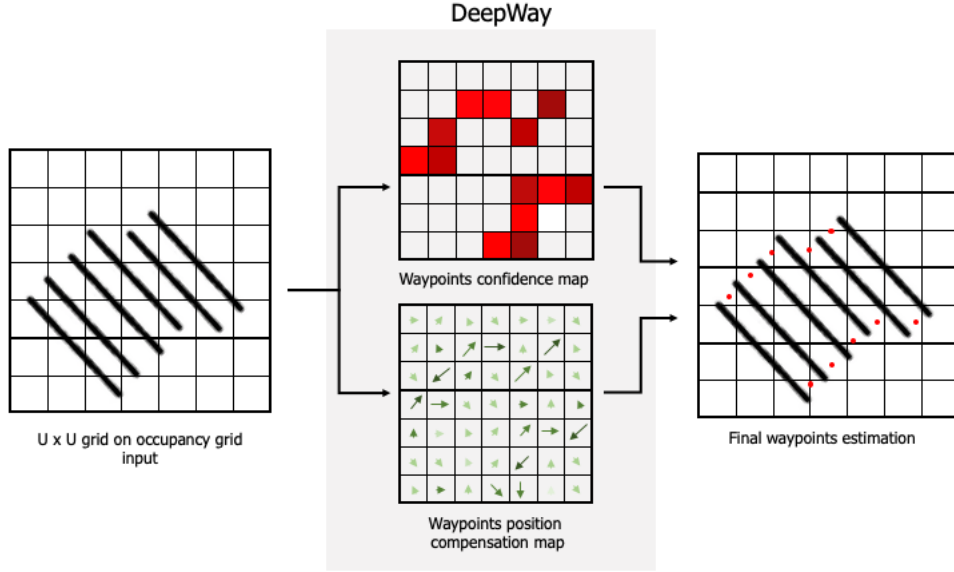 DeepWay
Waypoints confidence map
U x U grid on occupancy grid
input
Final waypoints estimation
Waypoints position
compensation map